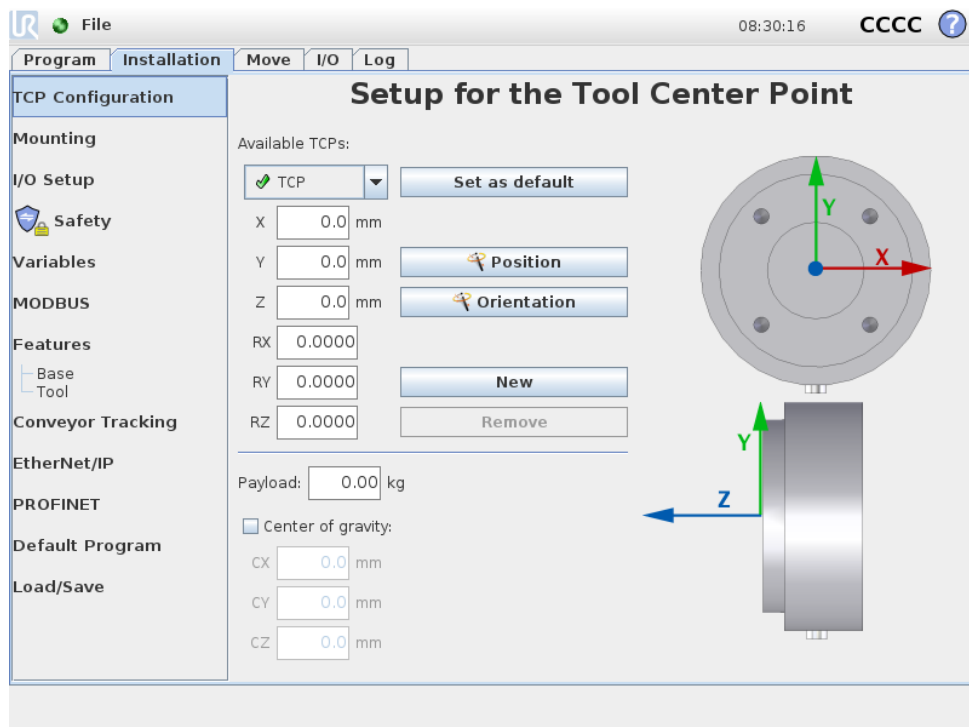 UR File 08:30:16 CCCC ?
Program Installation Move I/O Log
TCP Configuration
Mounting
I/O Setup
Safety
Variables
MODBUS
Features
Base
Tool
Conveyor Tracking
EtherNet/IP
PROFINET
Default Program
Load/Save
Setup for the Tool Center Point
Available TCPs:
TCP Set as default
X 0.0 mm
Y 0.0 mm Position
Z 0.0 mm Orientation
RX 0.0000
RY 0.0000 New
RZ 0.0000 Remove
Payload: 0.00 kg
Center of gravity:
CX 0.0 mm
CY 0.0 mm
CZ 0.0 mm
Y
X
Y
Z